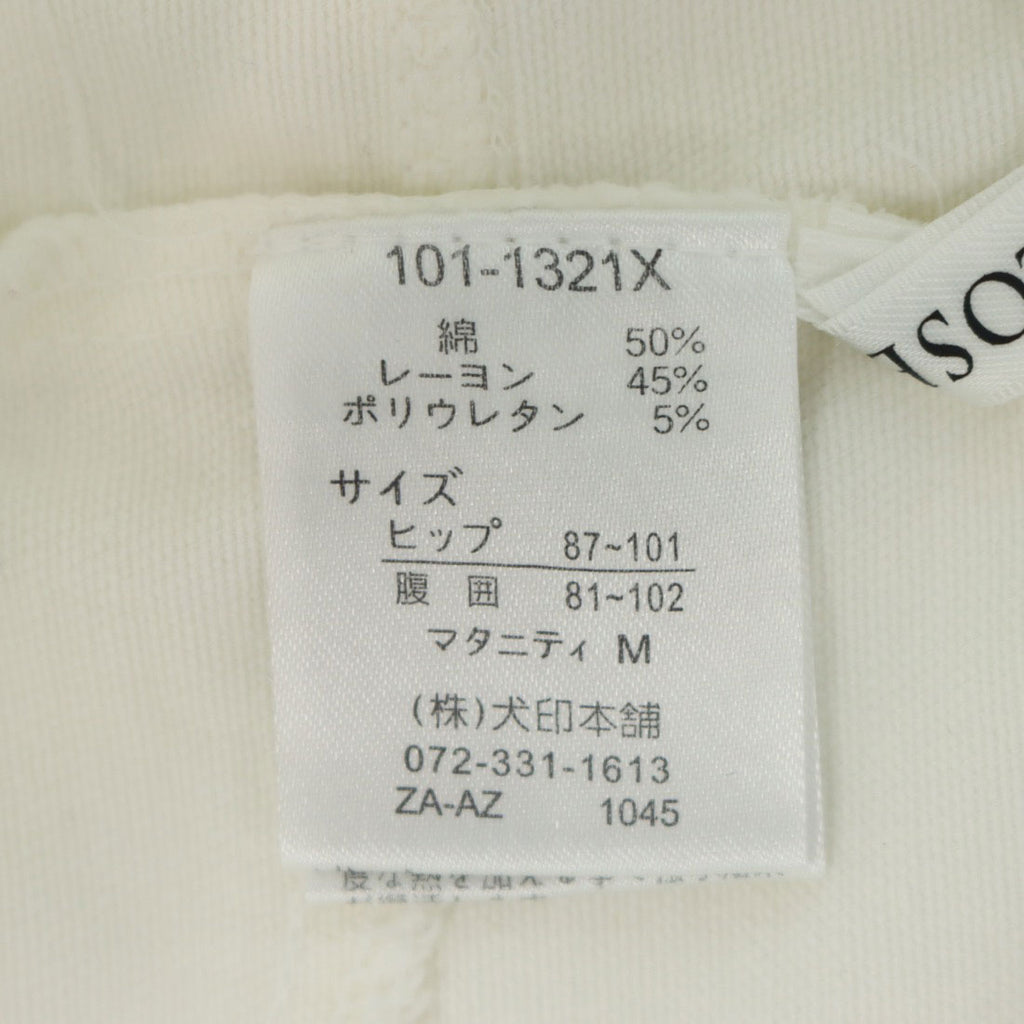 101-1321X
綿 50%
レーヨン 45%
ポリウレタン 5%
サイズ
ヒップ 87~101
腹 囲 81~102
マタニティ M
(株)犬印本舗
072-331-1613
ZA-AZ 1045